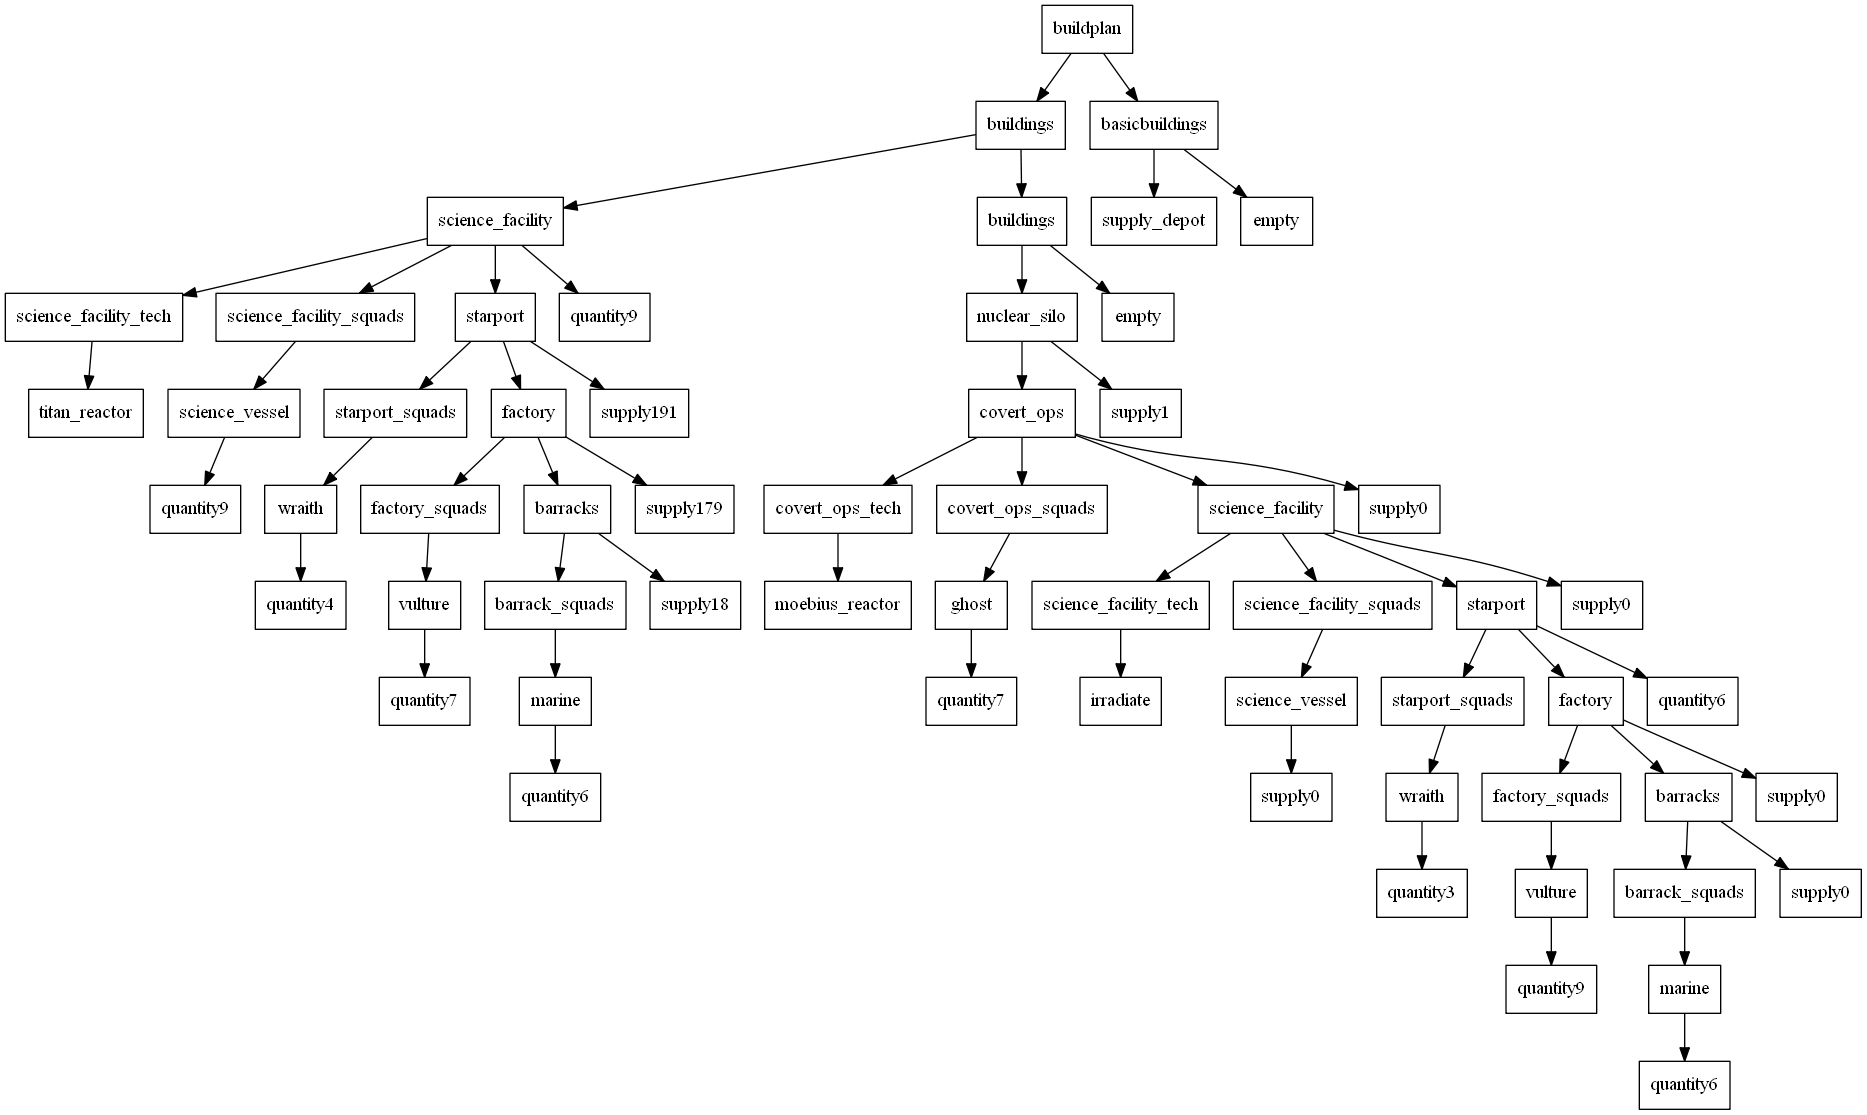 buildplan
buildings
basicbuildings
science_facility
buildings
supply_depot
empty
science_facility_tech
science_facility_squads
starport
quantity9
nuclear_silo
empty
titan_reactor
science_vessel
starport_squads
factory
supply191
covert_ops
supply1
quantity9
wraith
factory_squads
barracks
supply179
covert_ops_tech
covert_ops_squads
science_facility
supply0
quantity4
vulture
barrack_squads
supply18
moebius_reactor
ghost
science_facility_tech
science_facility_squads
starport
supply0
quantity7
marine
quantity7
irradiate
science_vessel
starport_squads
factory
quantity6
quantity6
supply0
wraith
factory_squads
barracks
supply0
quantity3
vulture
barrack_squads
supply0
quantity9
marine
quantity6